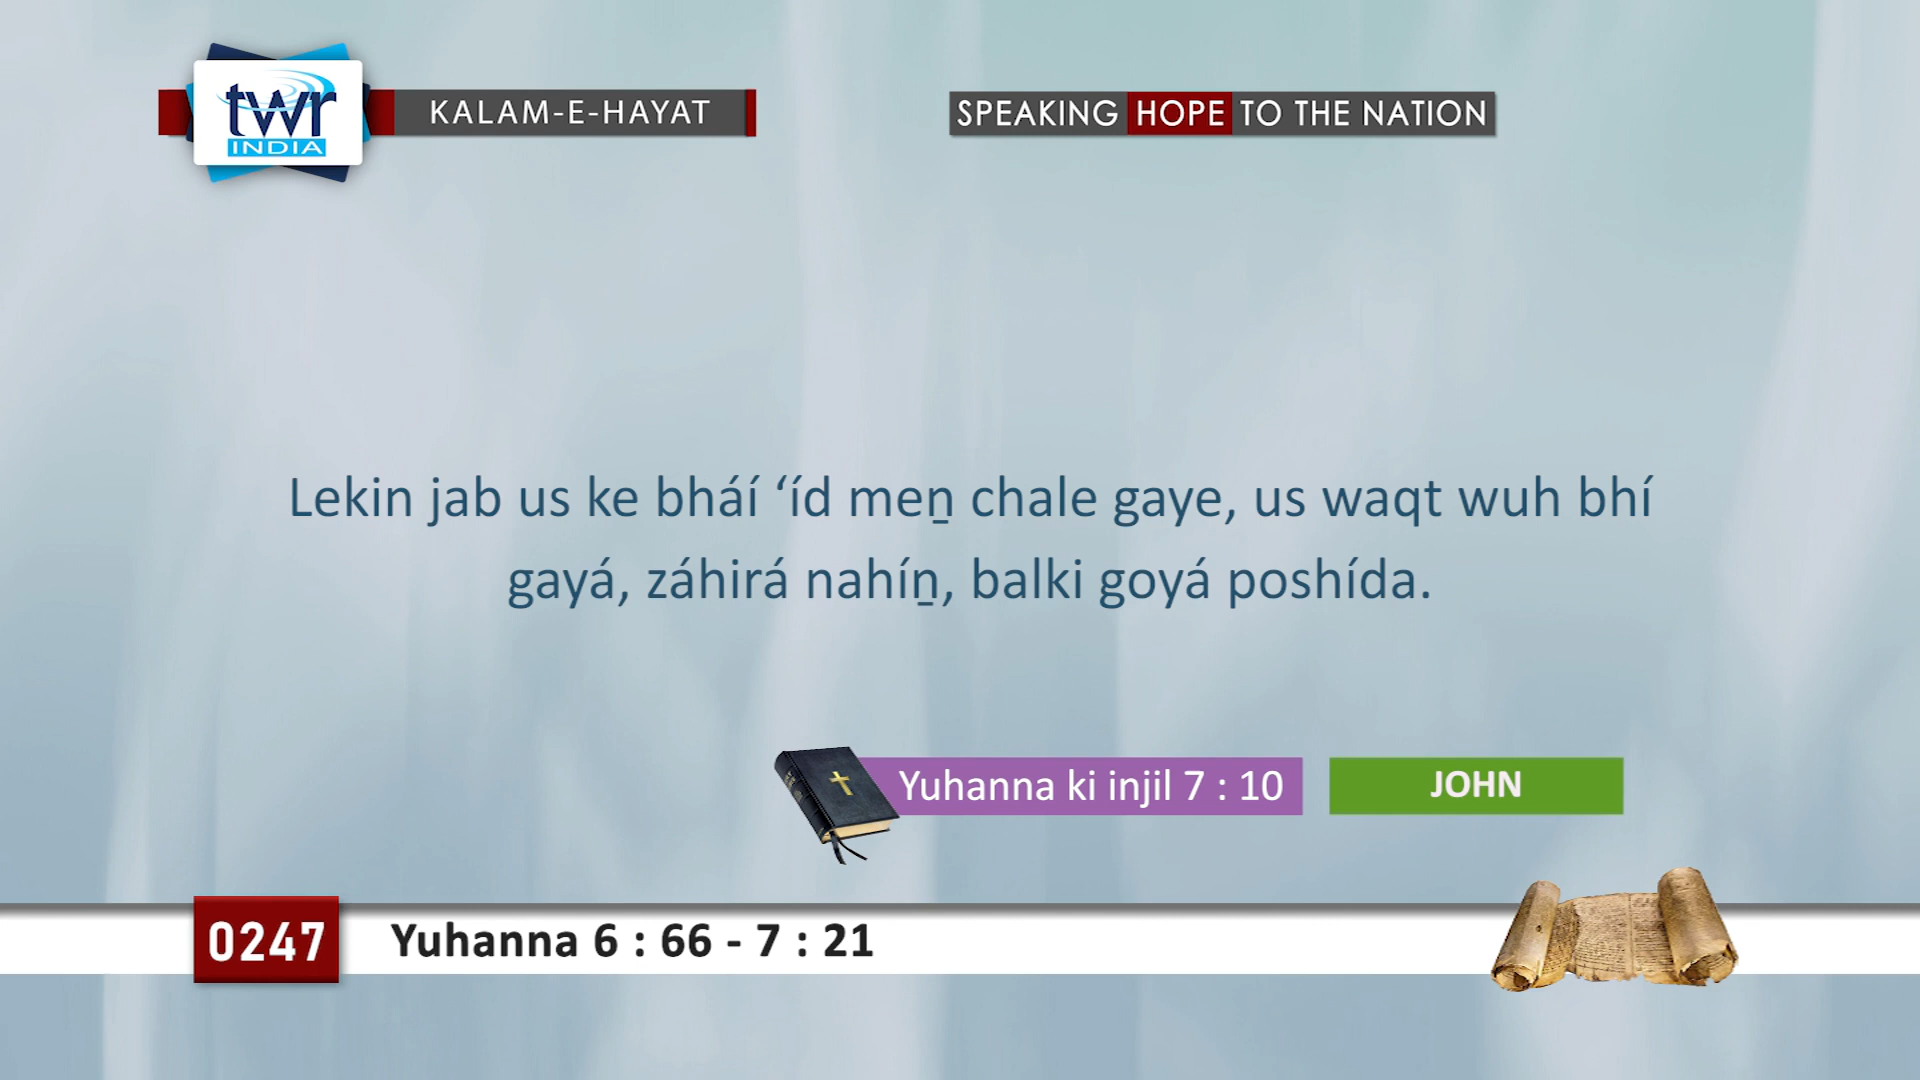 twr
INDIA
KALAM-E-HAYAT
SPEAKING HOPE TO THE NATION
Lekin jab us ke bháí ‘íd meṉ chale gaye, us waqt wuh bhí
gayá, záhirá nahíṉ, balki goyá poshída.
Yuhanna ki injil 7 : 10
JOHN
0247
Yuhanna 6 : 66 - 7 : 21